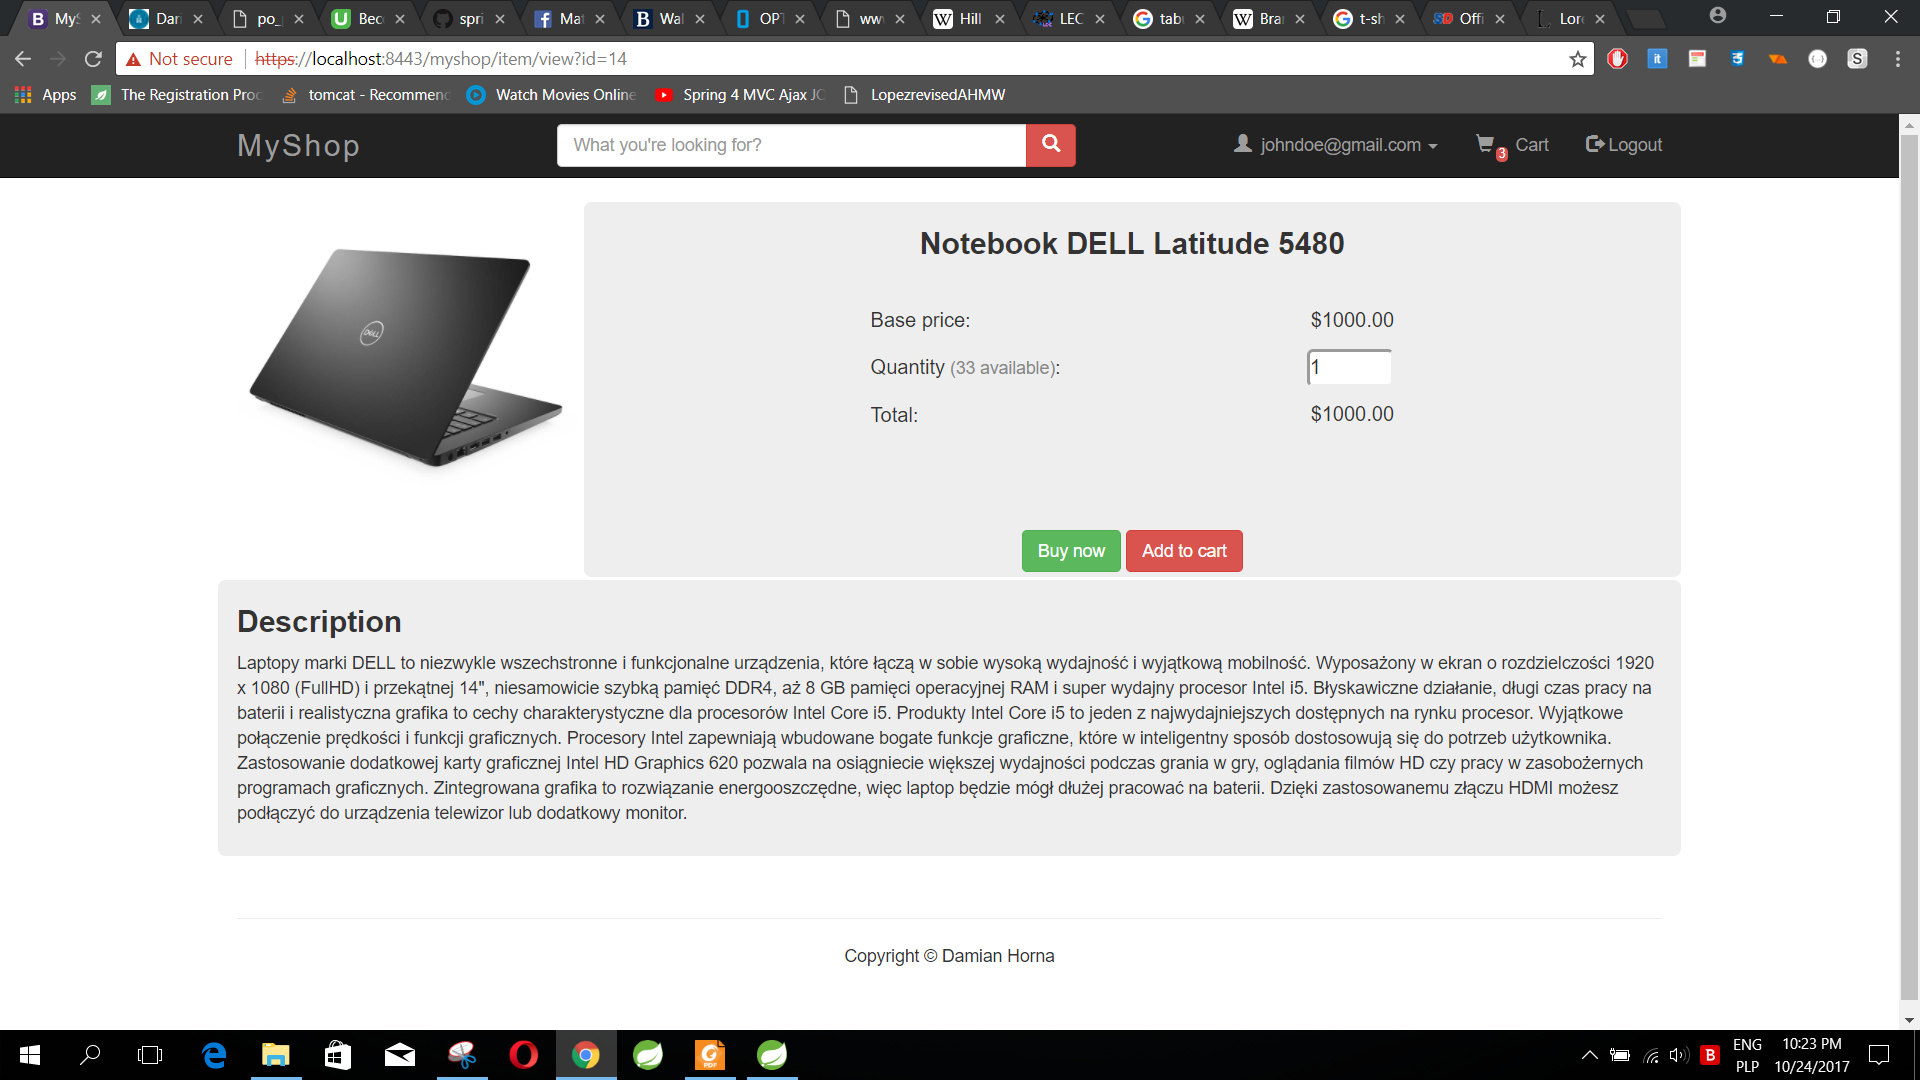 MyS
Dari
po_
Bec
spri
Mat
Wal
OPT
ww
Hill
LEC
tab
Bra
t-sh
Offi
Lor
Not secure
https://localhost:8443/myshop/item/view?id=14
Apps
The Registration Proc
tomcat - Recommen
Watch Movies Online
Spring 4 MVC Ajax JC
LopezrevisedAHMW
MyShop
What you're looking for?
johndoe@gmail.com
3
Cart
Logout
DELL
Notebook DELL Latitude 5480
Base price: $1000.00
Quantity (33 available): 1
Total: $1000.00
Buy now
Add to cart
Description
Laptopy marki DELL to niezwykle wszechstronne i funkcjonalne urządzenia, które łączą w sobie wysoką wydajność i wyjątkową mobilność. Wyposażony w ekran o rozdzielczości 1920
x 1080 (FullHD) i przekątnej 14", niesamowicie szybką pamięć DDR4, aż 8 GB pamięci operacyjnej RAM i super wydajny procesor Intel i5. Błyskawiczne działanie, długi czas pracy na
baterii i realistyczna grafika to cechy charakterystyczne dla procesorów Intel Core i5. Produkty Intel Core i5 to jeden z najwydajniejszych dostępnych na rynku procesor. Wyjątkowe
połączenie prędkości i funkcji graficznych. Procesory Intel zapewniają wbudowane bogate funkcje graficzne, które w inteligentny sposób dostosowują się do potrzeb użytkownika.
Zastosowanie dodatkowej karty graficznej Intel HD Graphics 620 pozwala na osiągniecie większej wydajności podczas grania w gry, oglądania filmów HD czy pracy w zasobożernych
programach graficznych. Zintegrowana grafika to rozwiązanie energooszczędne, więc laptop będzie mógł dłużej pracować na baterii. Dzięki zastosowanemu złączu HDMI możesz
podłączyć do urządzenia telewizor lub dodatkowy monitor.
Copyright © Damian Horna
ENG
PLP
10:23 PM
10/24/2017